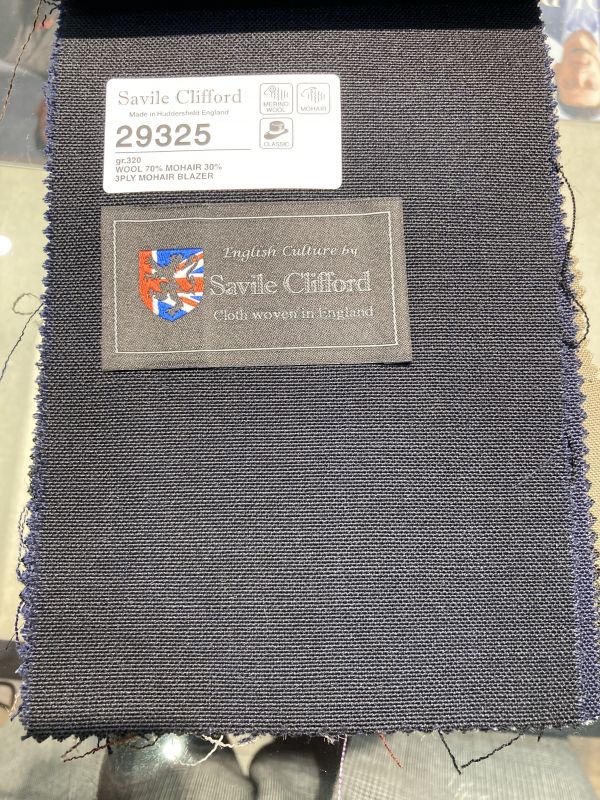 Savile Clifford
Made in Huddersfield England
29325
gr.320
WOOL 70% MOHAIR 30%
3PLY MOHAIR BLAZER
MERINO
WOOL
MOHAIR
CLASSIC
English Culture by
Savile Clifford
Cloth woven in England